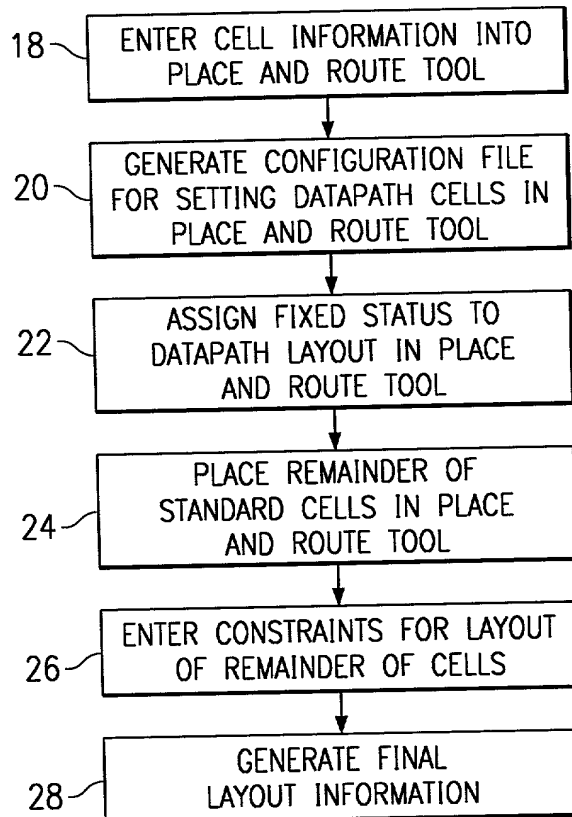 18
ENTER CELL INFORMATION INTO
PLACE AND ROUTE TOOL
20
GENERATE CONFIGURATION FILE
FOR SETTING DATAPATH CELLS IN
PLACE AND ROUTE TOOL
22
ASSIGN FIXED STATUS TO
DATAPATH LAYOUT IN PLACE
AND ROUTE TOOL
24
PLACE REMAINDER OF
STANDARD CELLS IN PLACE
AND ROUTE TOOL
26
ENTER CONSTRAINTS FOR LAYOUT
OF REMAINDER OF CELLS
28
GENERATE FINAL
LAYOUT INFORMATION